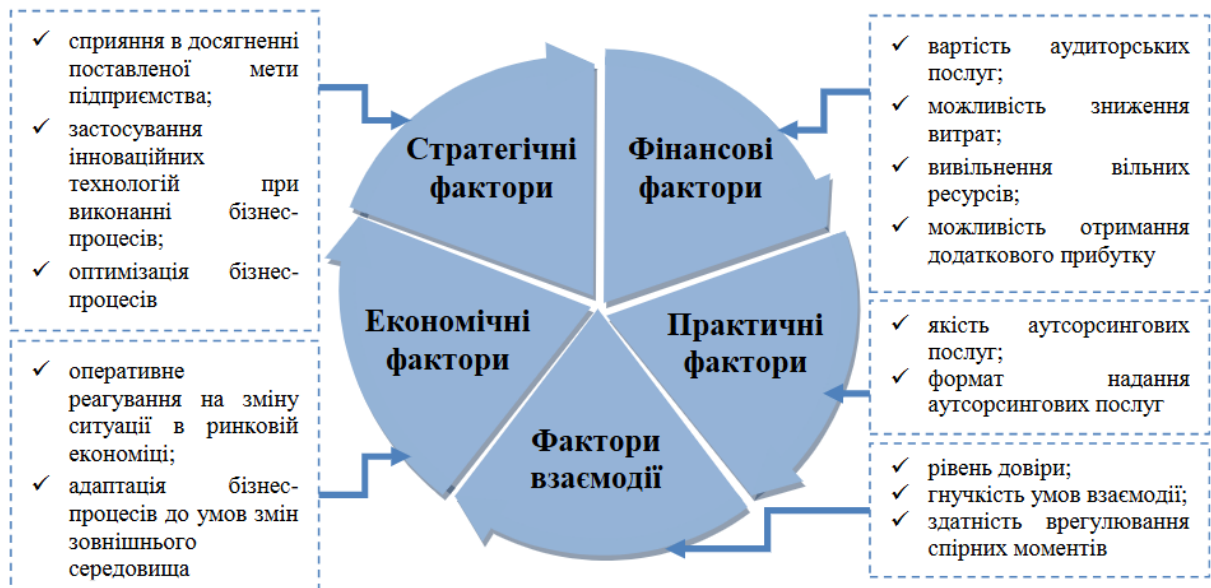 ✓ сприяння в досягненні
поставленої мети
підприємства;
✓ застосування
інноваційних
технологій при
виконанні бізнес-
процесів;
✓ оптимізація бізнес-
процесів
✓ оперативне
реагування на зміну
ситуації в ринковій
економіці;
✓ адаптація бізнес-
процесів до умов змін
зовнішнього
середовища
Стратегічні
фактори
Фінансові
фактори
Економічні
фактори
Практичні
фактори
Фактори
взаємодії
✓ вартість аудиторських
послуг;
✓ можливість зниження
витрат;
✓ вивільнення вільних
ресурсів;
✓ можливість отримання
додаткового прибутку
✓ якість аутсорсингових
послуг;
✓ формат надання
аутсорсингових послуг
✓ рівень довіри;
✓ гнучкість умов взаємодії;
✓ здатність врегулювання
спірних моментів